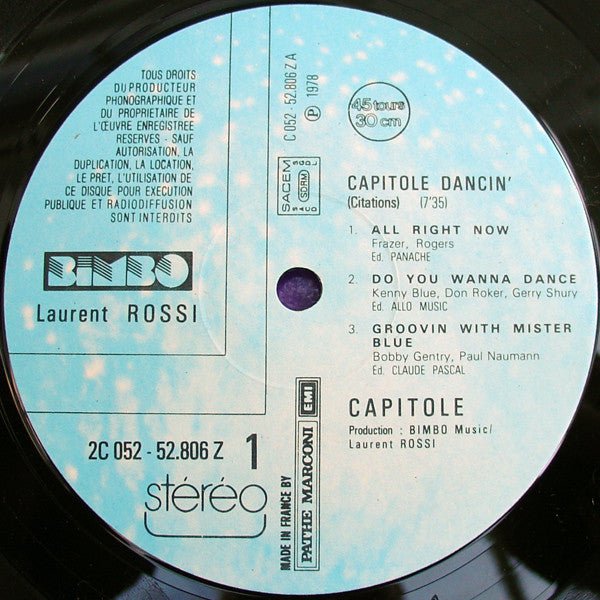 TOUS DROITS
DU PRODUCTEUR
PHONOGRAPHIQUE ET
DU PROPRIETAIRE DE
L'ŒUVRE ENREGISTREE
RESERVES - SAUF
AUTORISATION, LA
DUPLICATION, LA LOCATION,
LE PRET, L'UTILISATION DE
CE DISQUE POUR EXECUTION
PUBLIQUE ET RADIODIFFUSION
SONT INTERDITS
BIMBO
Laurent ROSSI
2C 052 - 52.806 Z 1
stéréo
C 052 - 52.806 Z A
Ⓟ 1978
45 tours
30 cm
SACEM
SDRM
CAPITOLE DANCIN'
(Citations) (7'35)
1. ALL RIGHT NOW
Frazer, Rogers
Ed. PANACHE
2. DO YOU WANNA DANCE
Kenny Blue, Don Roker, Gerry Shury
Ed. ALLO MUSIC
3. GROOVIN WITH MISTER
BLUE
Bobby Gentry, Paul Naumann
Ed. CLAUDE PASCAL
CAPITOLE
Production : BIMBO Music/
Laurent ROSSI
MADE IN FRANCE BY
PATHE MARCONI EMI